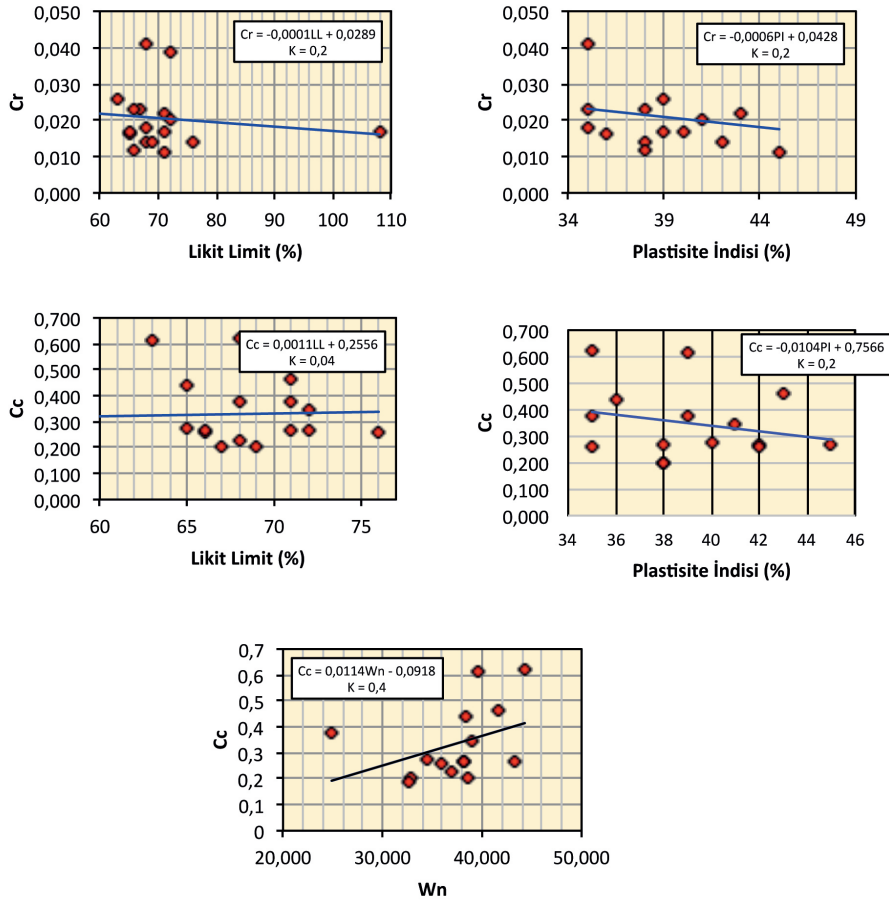 0,050
0,040
0,030
0,020
0,010
0,000
Cr
Cr = -0,0001LL + 0,0289
K = 0,2
60 70 80 90 100 110
Likit Limit (%)
0,050
0,040
0,030
0,020
0,010
0,000
Cr
Cr = -0,0006PI + 0,0428
K = 0,2
34 39 44 49
Plastisite İndisi (%)
0,700
0,600
0,500
0,400
0,300
0,200
0,100
0,000
Cc
Cc = 0,0011LL + 0,2556
K = 0,04
60 65 70 75
Likit Limit (%)
0,700
0,600
0,500
0,400
0,300
0,200
0,100
0,000
Cc
Cc = -0,0104PI + 0,7566
K = 0,2
34 36 38 40 42 44 46
Plastisite İndisi (%)
0,7
0,6
0,5
0,4
0,3
0,2
0,1
0
Cc
Cc = 0,0114Wn - 0,0918
K = 0,4
20,000 30,000 40,000 50,000
Wn